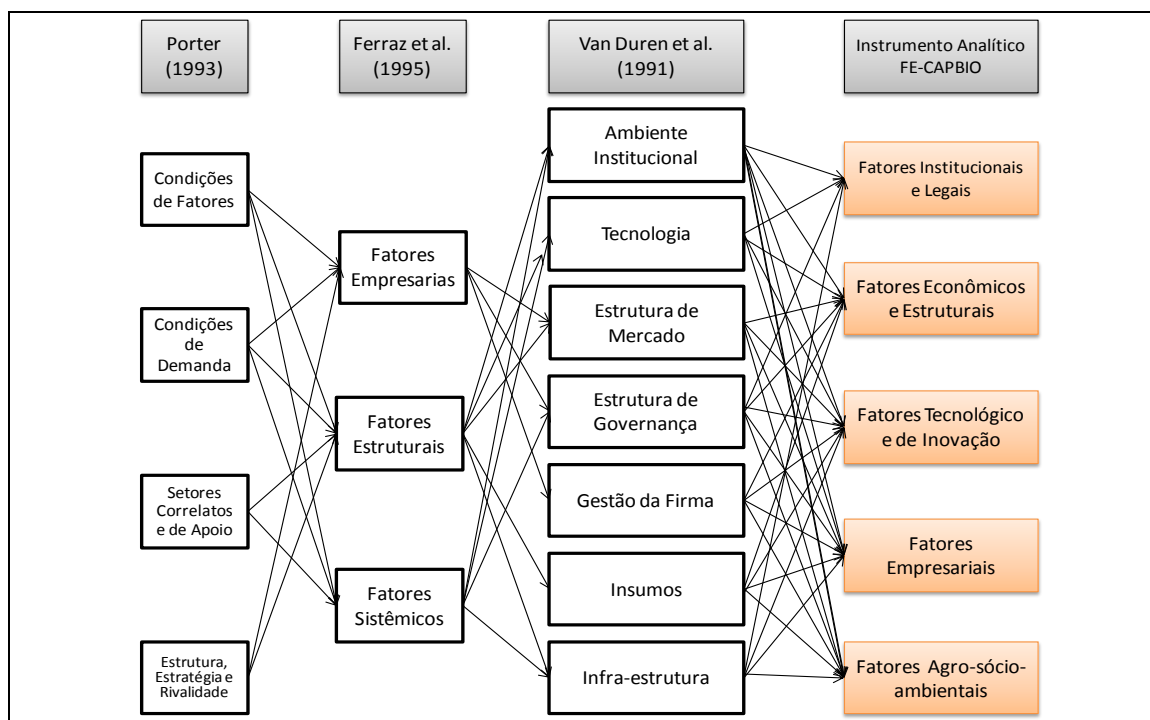 Porter
(1993)
Ferraz et al.
(1995)
Van Duren et al.
(1991)
Instrumento Analítico
FE-CAPBIO
Condições
de Fatores
Condições
de
Demanda
Setores
Correlatos
e de Apoio
Estrutura,
Estratégia e
Rivalidade
Fatores
Empresarias
Fatores
Estruturais
Fatores
Sistêmicos
Ambiente
Institucional
Tecnologia
Estrutura de
Mercado
Estrutura de
Governança
Gestão da Firma
Insumos
Infra-estrutura
Fatores Institucionais
e Legais
Fatores Econômicos
e Estruturais
Fatores Tecnológico
e de Inovação
Fatores
Empresariais
Fatores Agro-sócio-
ambientais